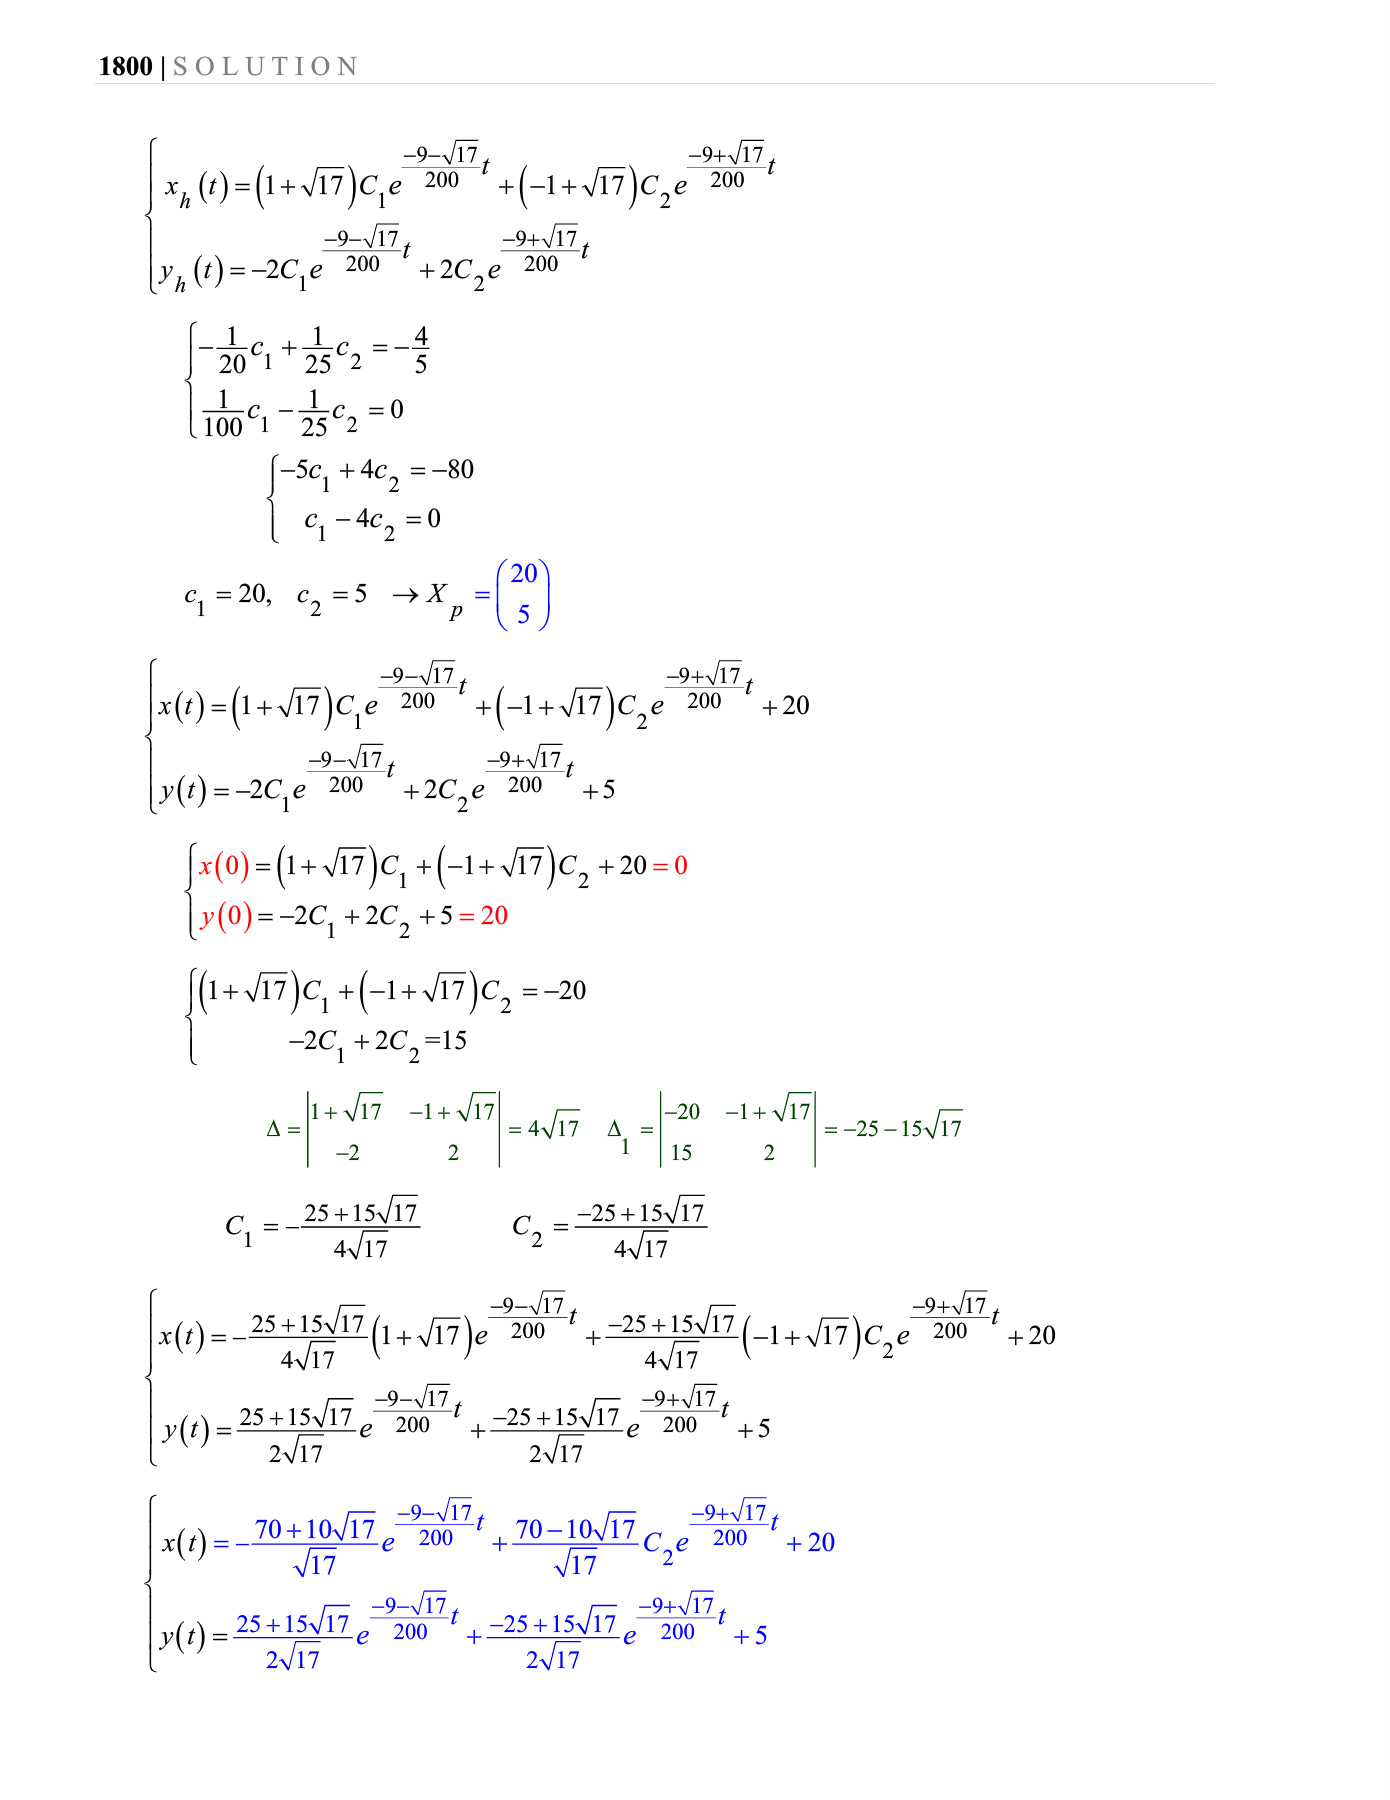 1800 | S O L U T I O N
x_h (t) = (1 + √17) C_1 e^{(−9−√17)/200 t} + (−1 + √17) C_2 e^{(−9+√17)/200 t}
y_h (t) = −2C_1 e^{(−9−√17)/200 t} + 2C_2 e^{(−9+√17)/200 t}
−1/20 c_1 + 1/25 c_2 = −4/5
1/100 c_1 − 1/25 c_2 = 0
−5c_1 + 4c_2 = −80
c_1 − 4c_2 = 0
c_1 = 20, c_2 = 5 → X_p = (20
5)
x(t) = (1 + √17) C_1 e^{(−9−√17)/200 t} + (−1 + √17) C_2 e^{(−9+√17)/200 t} + 20
y(t) = −2C_1 e^{(−9−√17)/200 t} + 2C_2 e^{(−9+√17)/200 t} + 5
x(0) = (1 + √17) C_1 + (−1 + √17) C_2 + 20 = 0
y(0) = −2C_1 + 2C_2 + 5 = 20
(1 + √17) C_1 + (−1 + √17) C_2 = −20
−2C_1 + 2C_2 = 15
Δ = |1 + √17 −1 + √17; −2 2| = 4√17 Δ_1 = |−20 −1 + √17; 15 2| = −25 − 15√17
C_1 = −(25 + 15√17)/(4√17) C_2 = (−25 + 15√17)/(4√17)
x(t) = −(25 + 15√17)/(4√17) (1 + √17) e^{(−9−√17)/200 t} + (−25 + 15√17)/(4√17) (−1 + √17) C_2 e^{(−9+√17)/200 t} + 20
y(t) = (25 + 15√17)/(2√17) e^{(−9−√17)/200 t} + (−25 + 15√17)/(2√17) e^{(−9+√17)/200 t} + 5
x(t) = −(70 + 10√17)/√17 e^{(−9−√17)/200 t} + (70 − 10√17)/√17 C_2 e^{(−9+√17)/200 t} + 20
y(t) = (25 + 15√17)/(2√17) e^{(−9−√17)/200 t} + (−25 + 15√17)/(2√17) e^{(−9+√17)/200 t} + 5